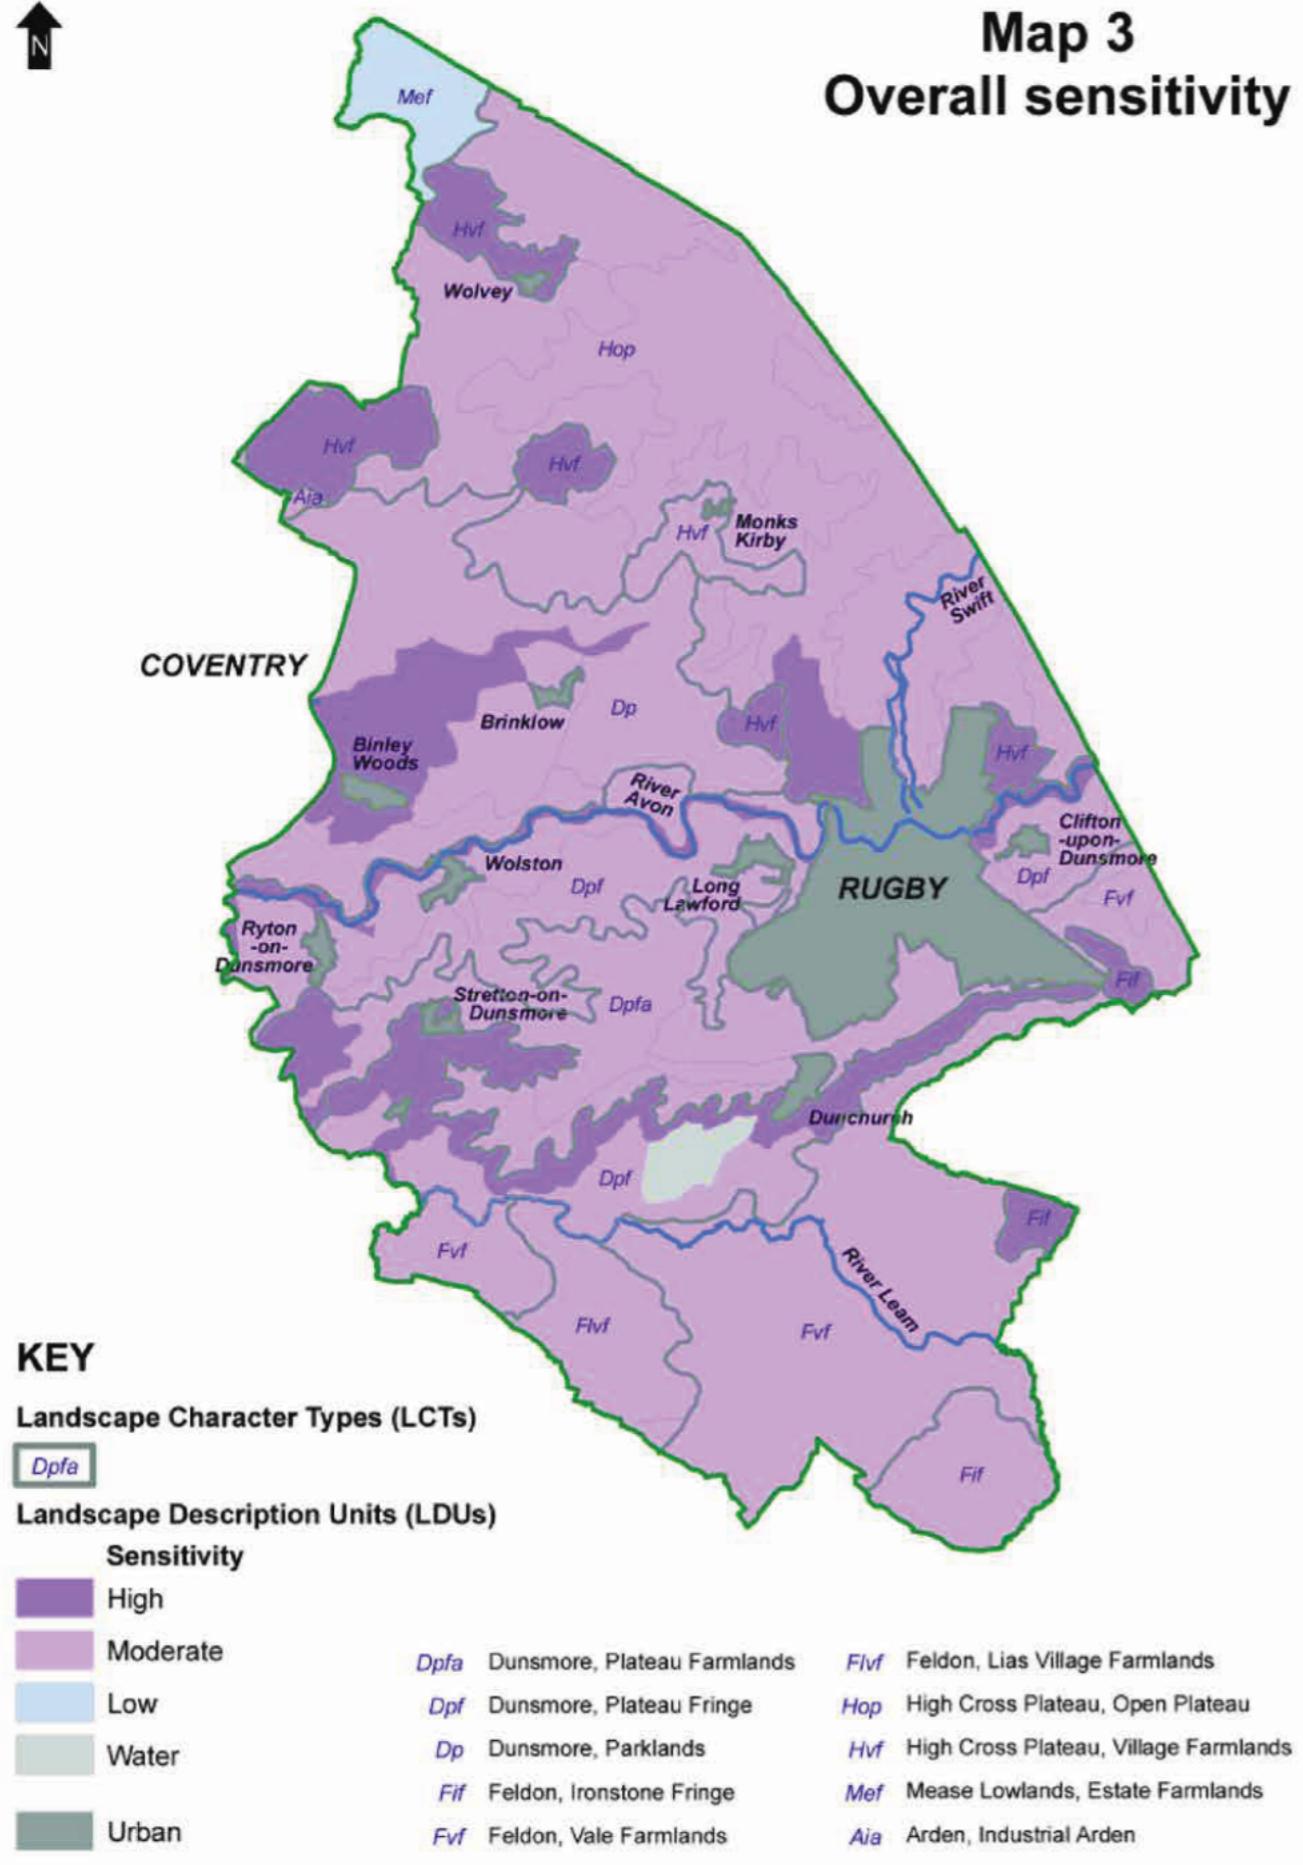 N
Map 3
Overall sensitivity
Mef
Hvf
Wolvey
Hop
Hvf
Hvf
Aia
Monks
Kirby
Hvf
River
Swift
COVENTRY
Brinklow
Dp
Hvf
Hvf
Binley
Woods
River
Avon
Clifton
-upon-
Dunsmore
Wolston
Dpf
Long
Lawford
RUGBY
Dpf
Fvf
Ryton
-on-
Dunsmore
Fif
Stretton-on-
Dunsmore
Dpfa
Dunchurch
Dpf
Fif
Fvf
River Leam
Flvf
Fvf
Fif
KEY
Landscape Character Types (LCTs)
Dpfa
Landscape Description Units (LDUs)
Sensitivity
High
Moderate
Low
Water
Urban
Dpfa Dunsmore, Plateau Farmlands
Dpf Dunsmore, Plateau Fringe
Dp Dunsmore, Parklands
Fif Feldon, Ironstone Fringe
Fvf Feldon, Vale Farmlands
Flvf Feldon, Lias Village Farmlands
Hop High Cross Plateau, Open Plateau
Hvf High Cross Plateau, Village Farmlands
Mef Mease Lowlands, Estate Farmlands
Aia Arden, Industrial Arden